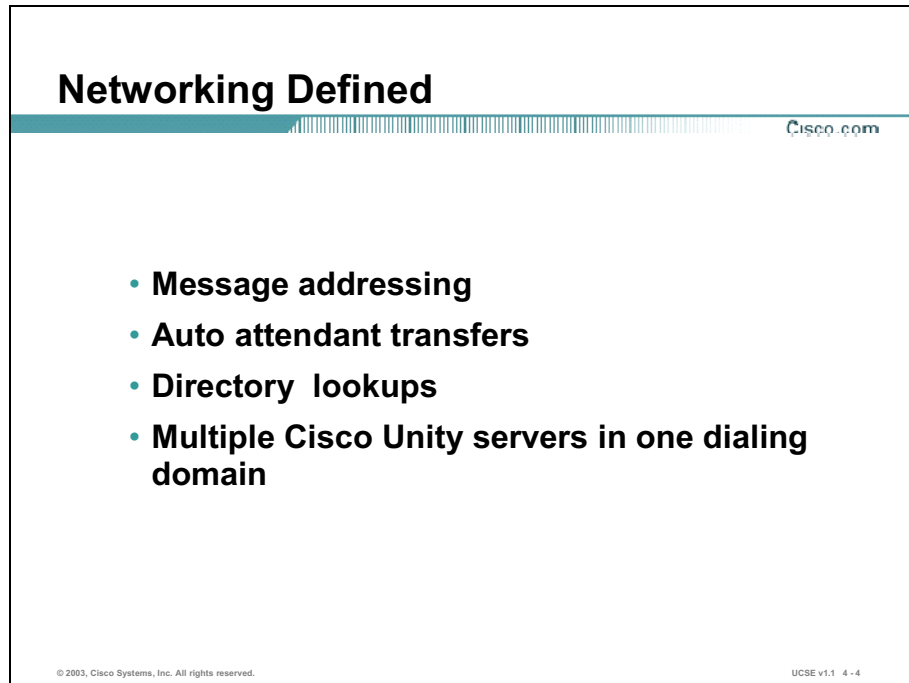 Networking Defined
Cisco.com
• Message addressing
• Auto attendant transfers
• Directory lookups
• Multiple Cisco Unity servers in one dialing
domain
© 2003, Cisco Systems, Inc. All rights reserved.
UCSE v1.1 4 - 4